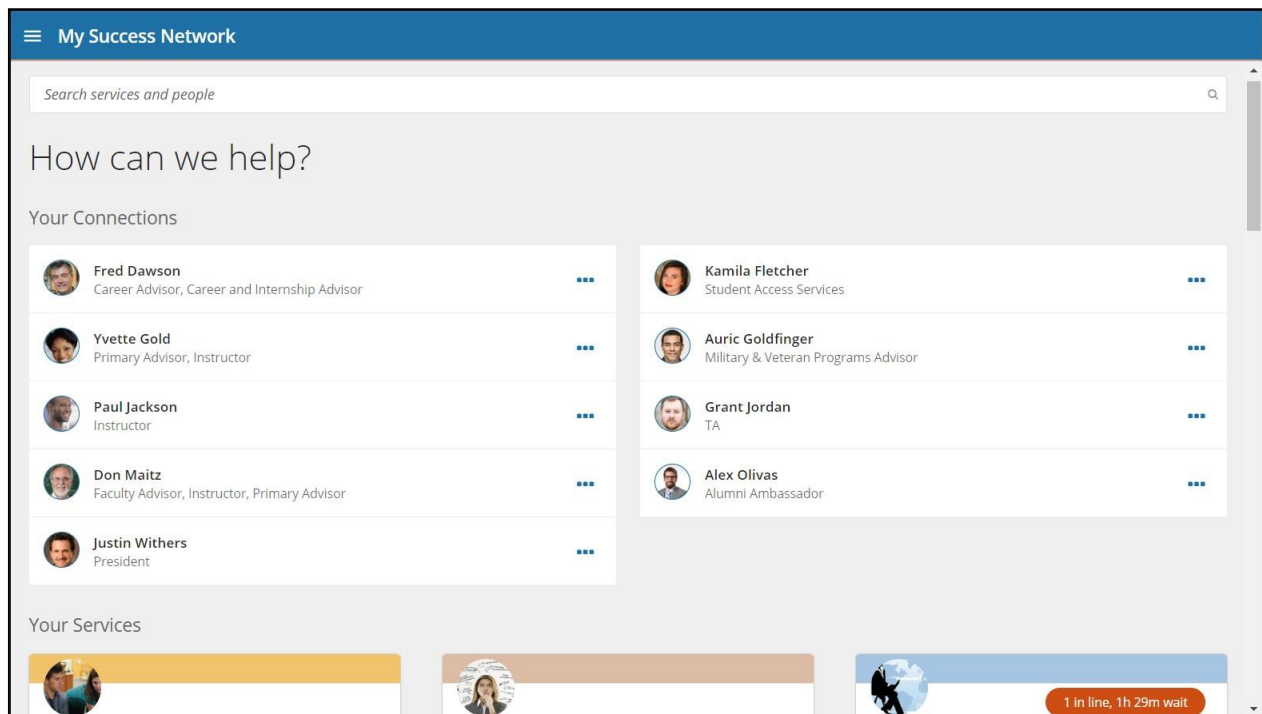 My Success Network
Search services and people
How can we help?
Your Connections
Fred Dawson
Career Advisor, Career and Internship Advisor
Yvette Gold
Primary Advisor, Instructor
Paul Jackson
Instructor
Don Maitz
Faculty Advisor, Instructor, Primary Advisor
Justin Withers
President
Kamila Fletcher
Student Access Services
Auric Goldfinger
Military & Veteran Programs Advisor
Grant Jordan
TA
Alex Olivas
Alumni Ambassador
Your Services
1 in line, 1h 29m wait